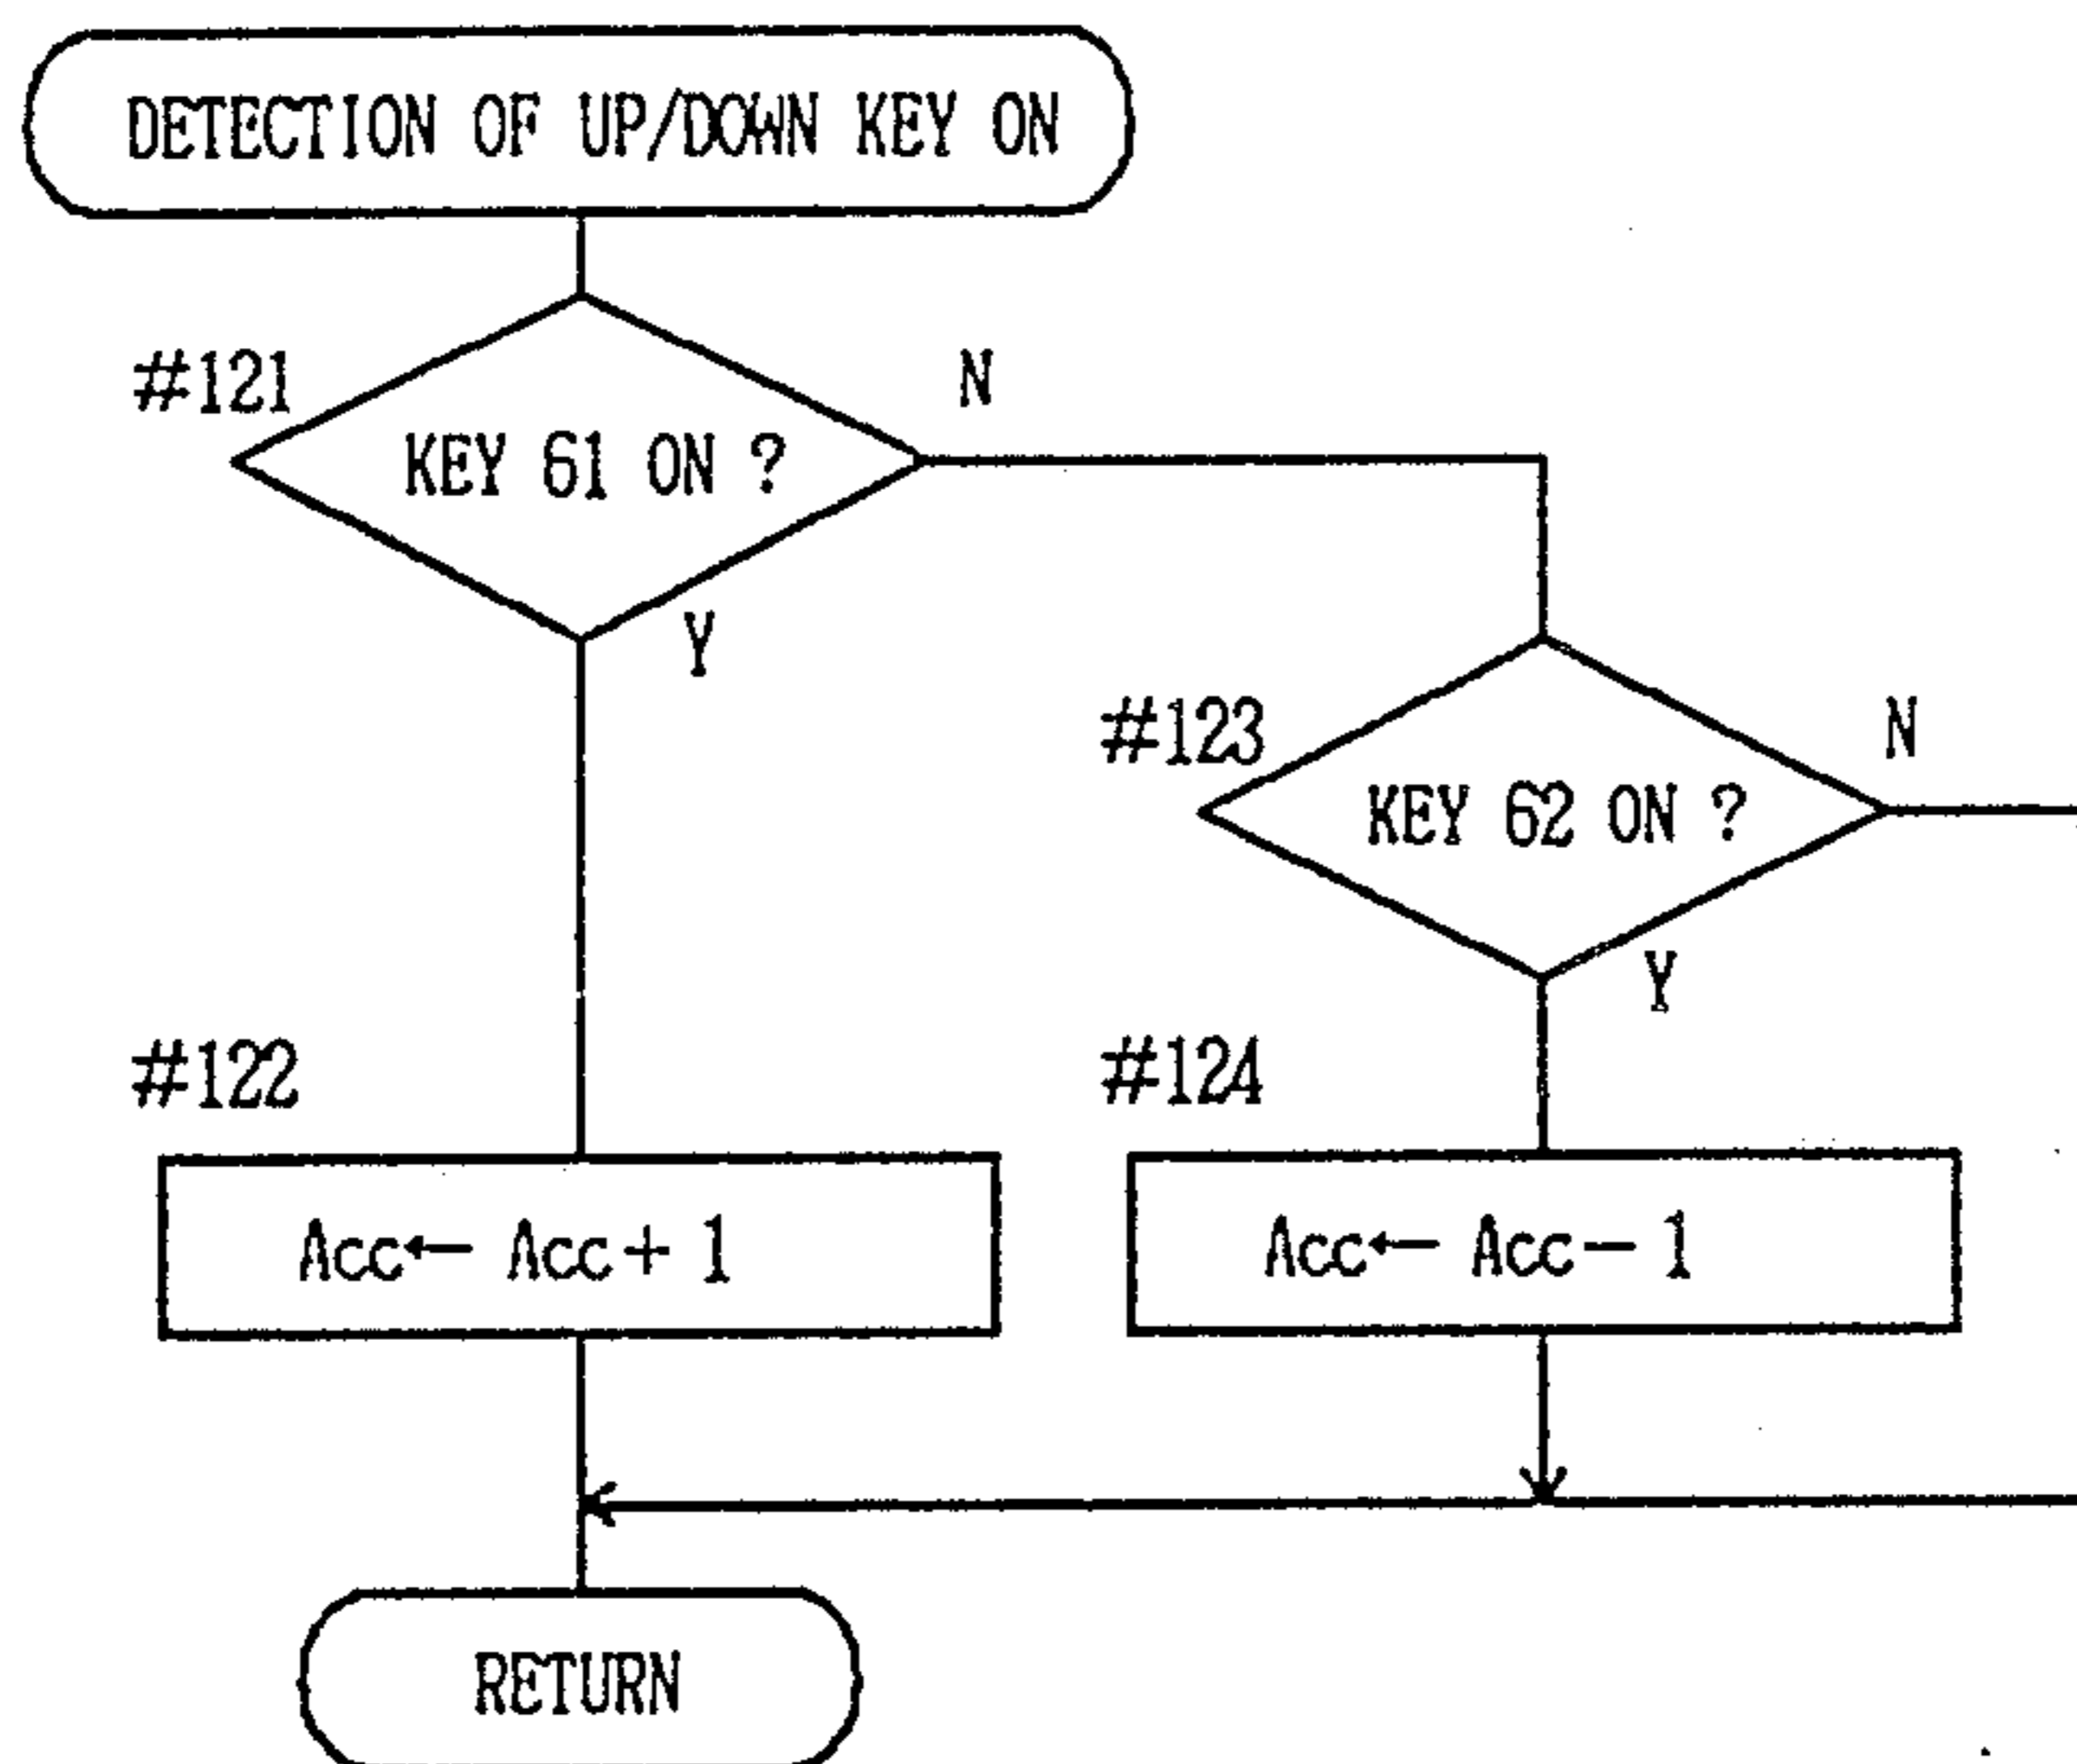 DETECTION OF UP/DOWN KEY ON
#121
N
KEY 61 ON ?
Y
#123
N
KEY 62 ON ?
Y
#122
#124
Acc← Acc + 1
Acc← Acc − 1
RETURN